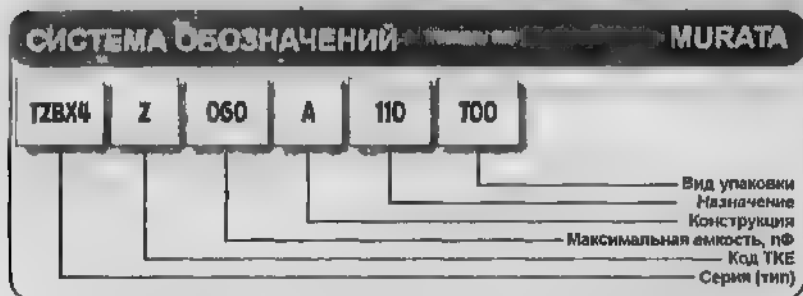 СИСТЕМА ОБОЗНАЧЕНИЙ MURATA
TZBX4 Z 060 A 110 T00
Вид упаковки
Назначение
Конструкция
Максимальная емкость, пФ
Код ТКЕ
Серия (тип)